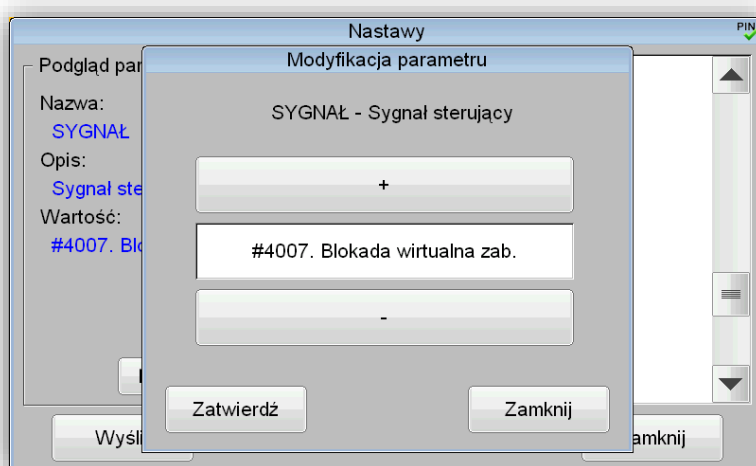 Nastawy
PIN
Modyfikacja parametru
Podgląd par
Nazwa:
SYGNAŁ
Opis:
Sygnał ste
Wartość:
#4007. Blo
SYGNAŁ - Sygnał sterujący
+
#4007. Blokada wirtualna zab.
-
Zatwierdź
Zamknij
Wyśli
amknij